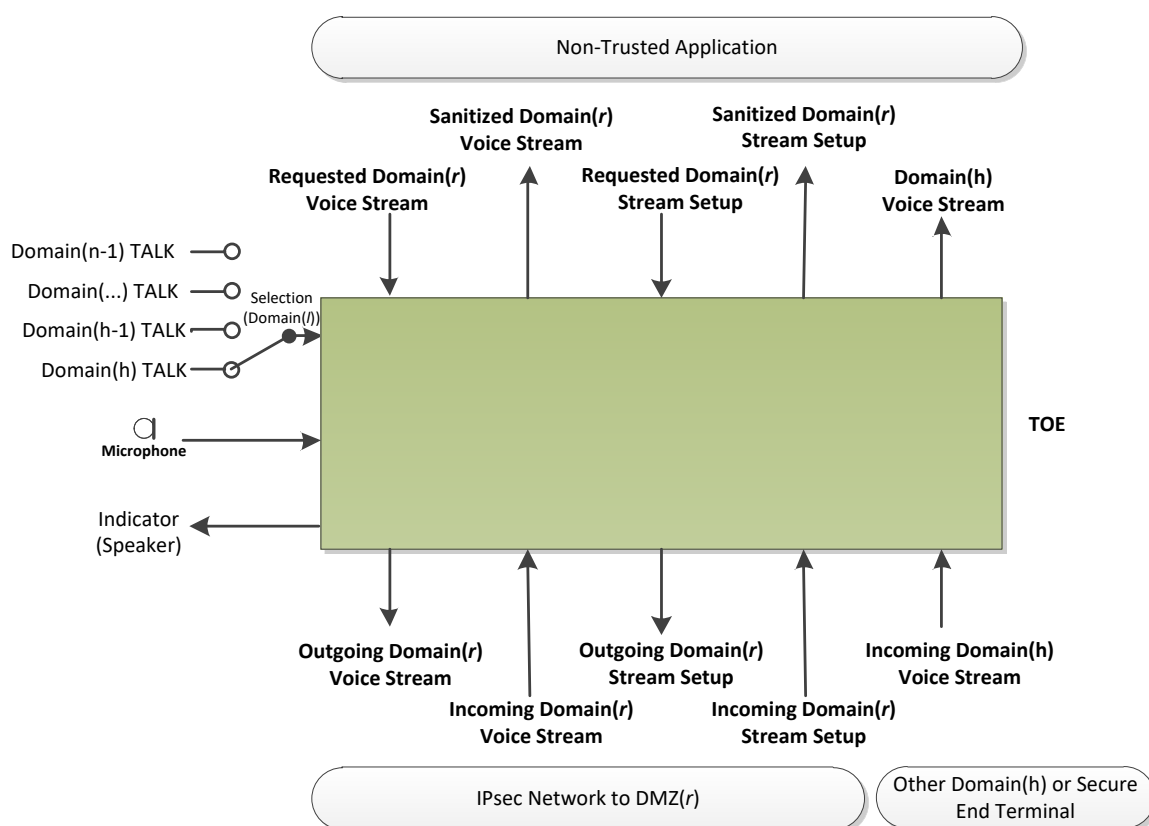 Non-Trusted Application
Sanitized Domain(r)
Voice Stream
Sanitized Domain(r)
Stream Setup
Requested Domain(r)
Voice Stream
Requested Domain(r)
Stream Setup
Domain(h)
Voice Stream
Domain(n-1) TALK
Domain(...) TALK
Domain(h-1) TALK
Domain(h) TALK
Selection
(Domain(l))
Microphone
TOE
Indicator
(Speaker)
Outgoing Domain(r)
Voice Stream
Outgoing Domain(r)
Stream Setup
Incoming Domain(h)
Voice Stream
Incoming Domain(r)
Voice Stream
Incoming Domain(r)
Stream Setup
IPsec Network to DMZ(r)
Other Domain(h) or Secure
End Terminal